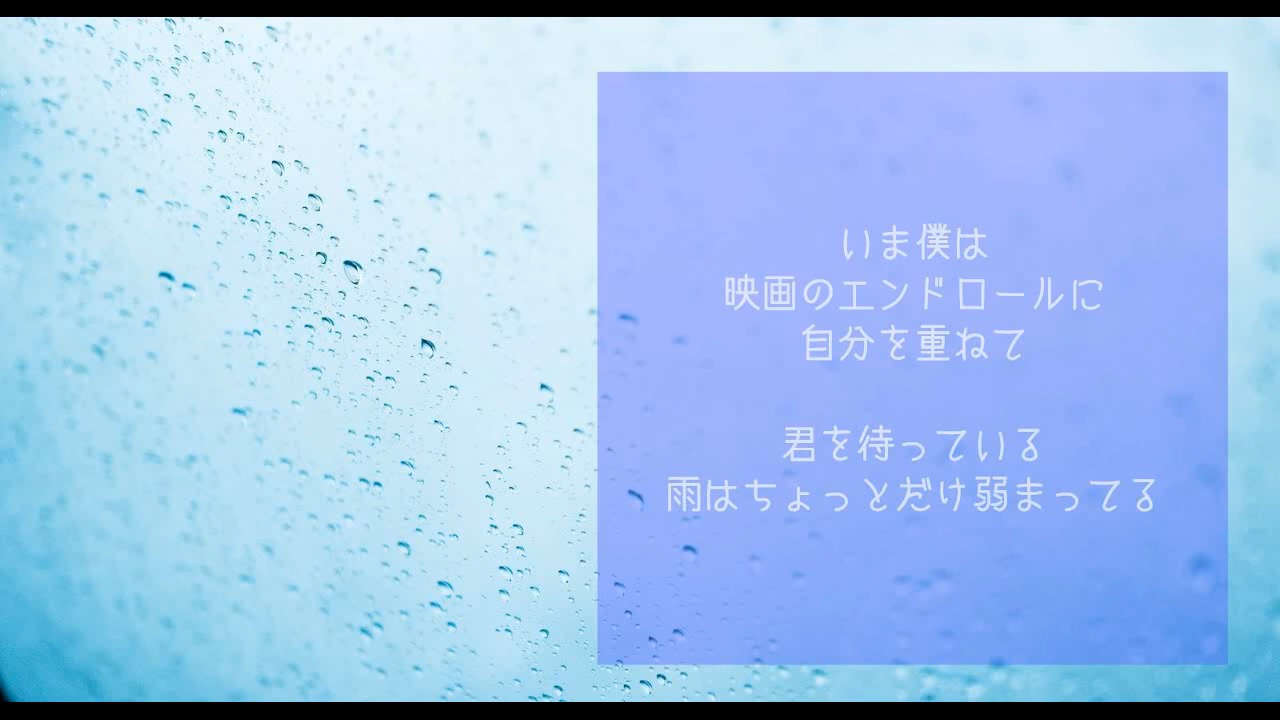 いま僕は
映画のエンドロールに
自分を重ねて
君を待っている
雨はちょっとだけ弱まってる